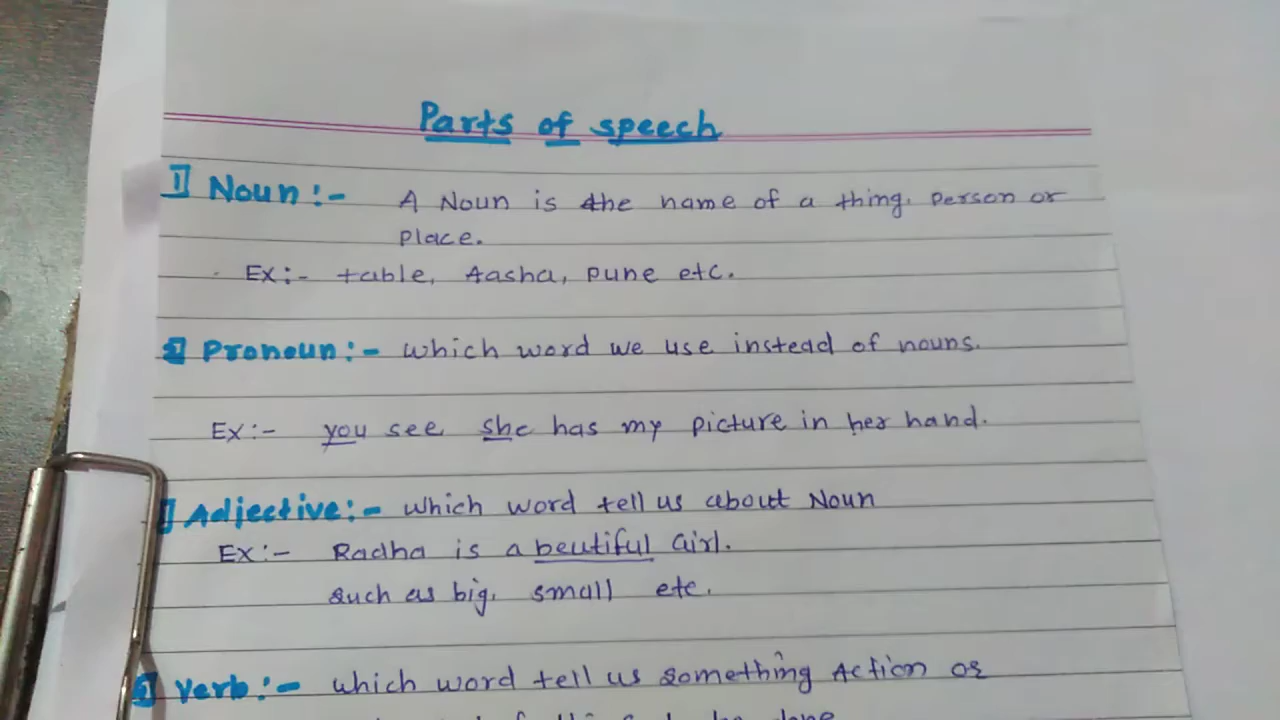 Parts of speech
1] Noun:- A Noun is the name of a thing, person or
place.
Ex:- table, Aasha, pune etc.
2] Pronoun:- which word we use instead of nouns.
Ex:- you see she has my picture in her hand.
] Adjective:- which word tell us about Noun
Ex:- Radha is a beutiful Girl.
such as big, small etc.
Verb:- which word tell us something Action or